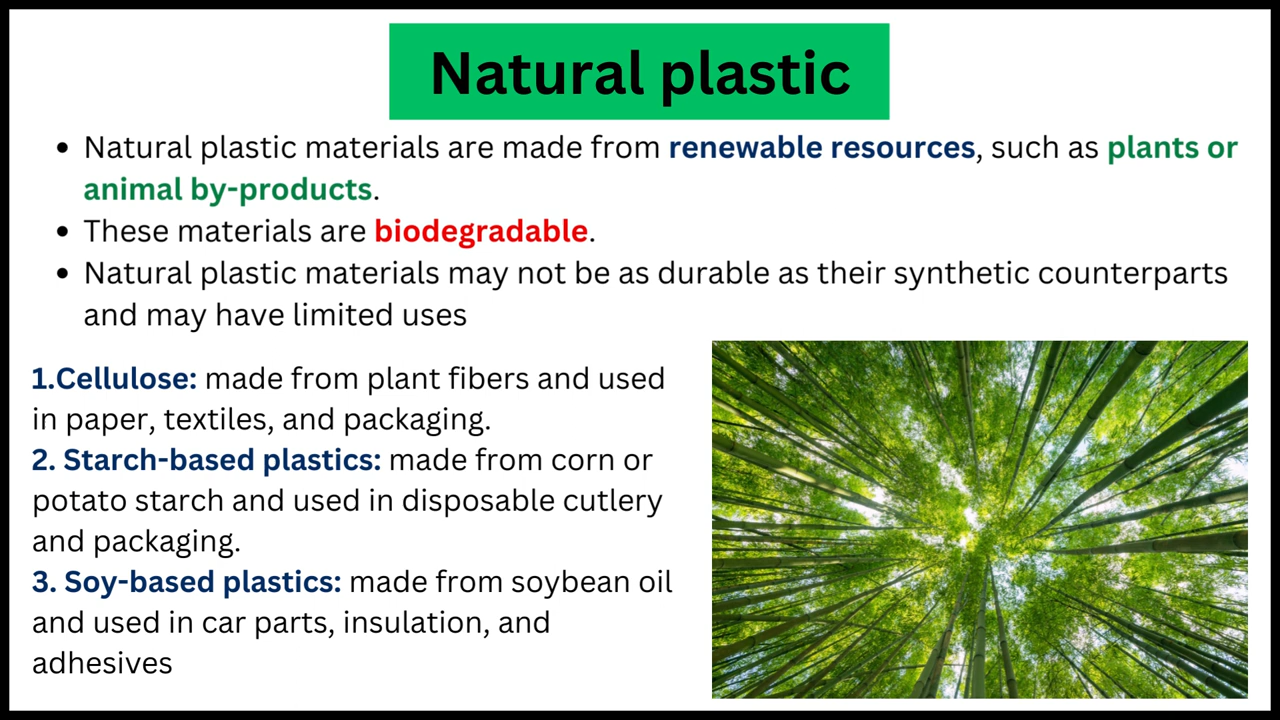 Natural plastic
• Natural plastic materials are made from renewable resources, such as plants or
animal by-products.
• These materials are biodegradable.
• Natural plastic materials may not be as durable as their synthetic counterparts
and may have limited uses
1.Cellulose: made from plant fibers and used
in paper, textiles, and packaging.
2. Starch-based plastics: made from corn or
potato starch and used in disposable cutlery
and packaging.
3. Soy-based plastics: made from soybean oil
and used in car parts, insulation, and
adhesives